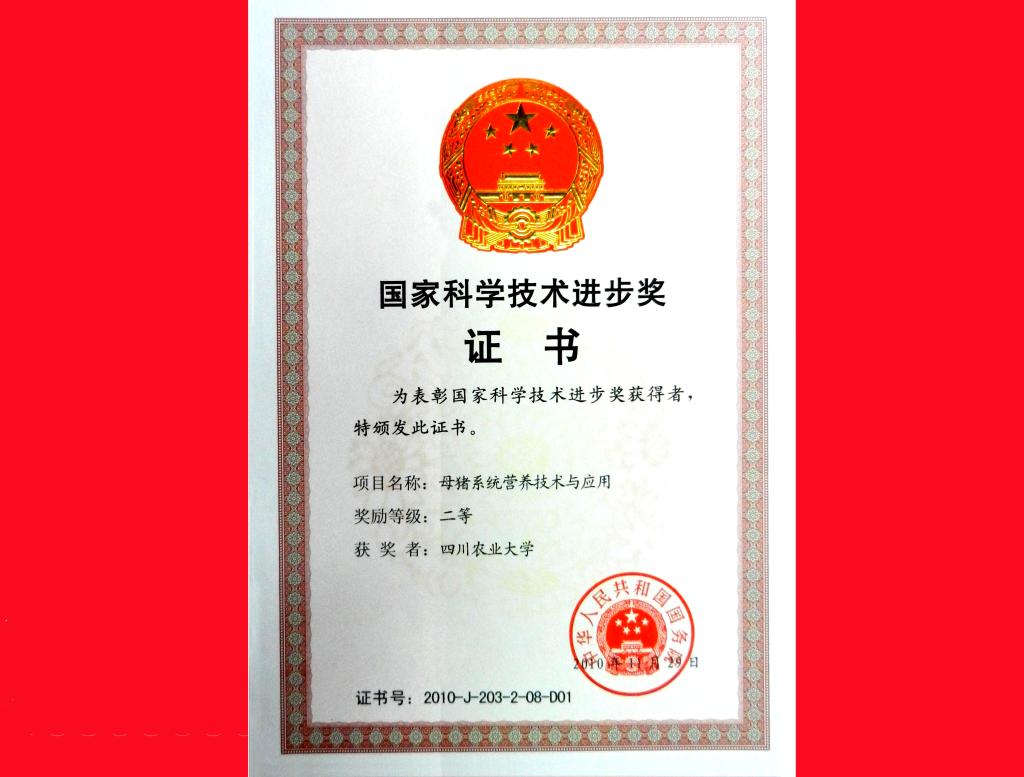 国家科学技术进步奖
证 书
为表彰国家科学技术进步奖获得者，
特颁发此证书。
项目名称：母猪系统营养技术与应用
奖励等级：二等
获 奖 者：四川农业大学
中华人民共和国国务院
2010年11月29日
证书号：2010-J-203-2-08-D01